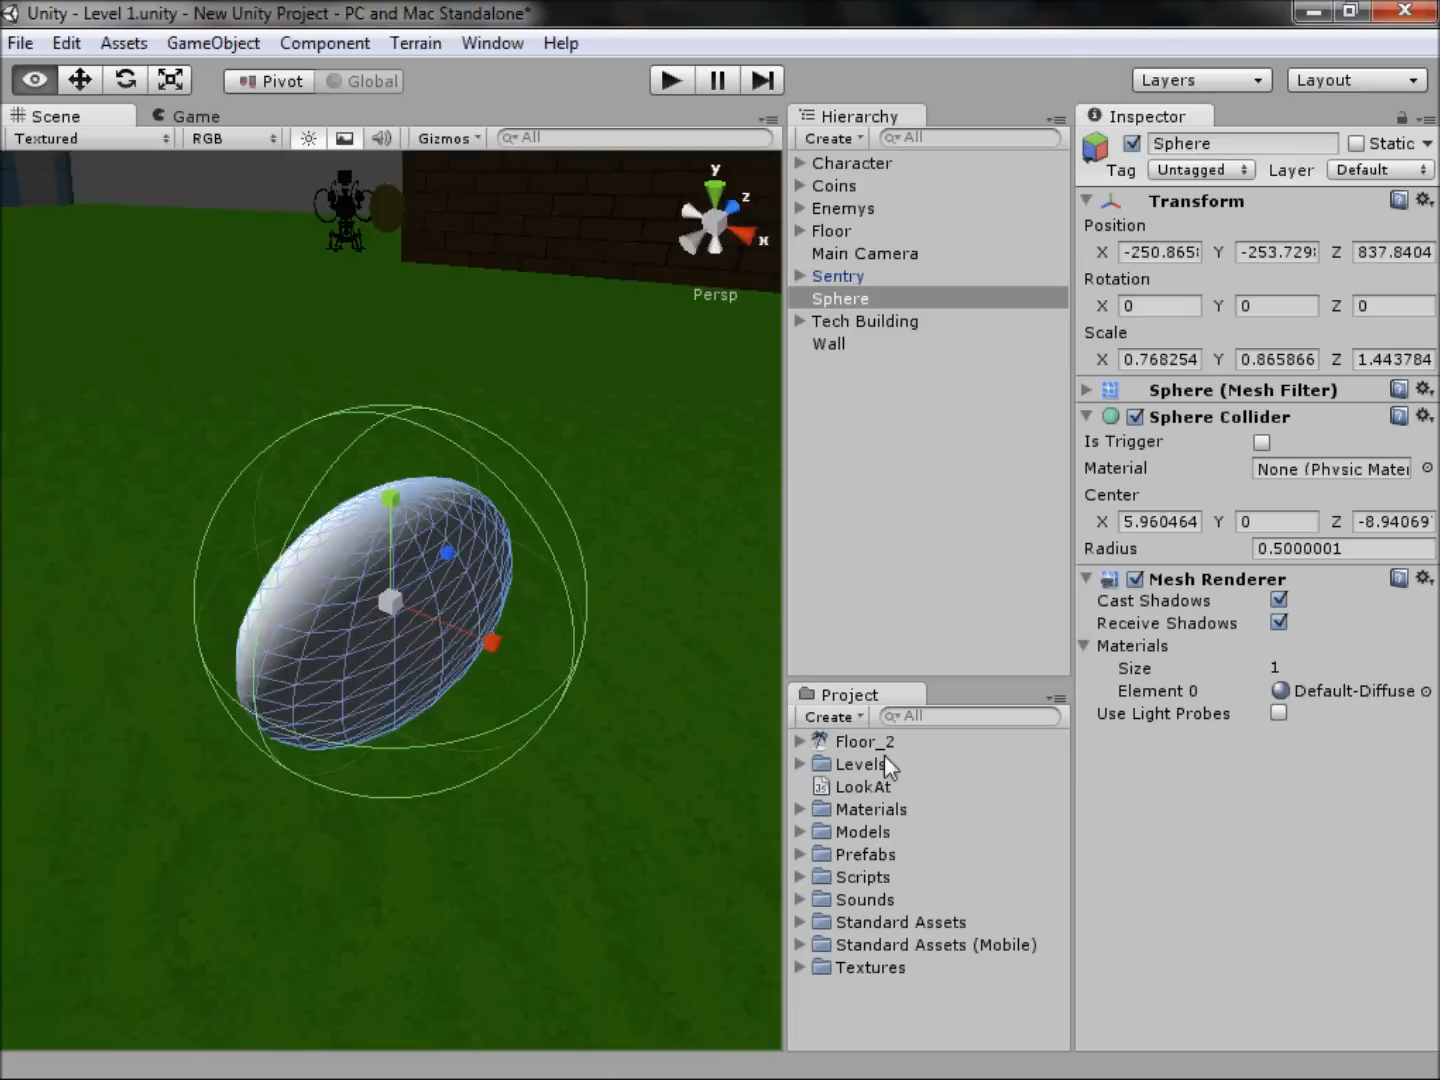 Unity - Level 1.unity - New Unity Project - PC and Mac Standalone*
File Edit Assets GameObject Component Terrain Window Help
Pivot Global Layers Layout
Scene Game
Textured RGB Gizmos All
y
z
x
Persp
Hierarchy
Create All
Character
Coins
Enemys
Floor
Main Camera
Sentry
Sphere
Tech Building
Wall
Project
Create All
Floor_2
Levels
LookAt
Materials
Models
Prefabs
Scripts
Sounds
Standard Assets
Standard Assets (Mobile)
Textures
Inspector
Sphere Static
Tag Untagged Layer Default
Transform
Position
X -250.865 Y -253.729 Z 837.8404
Rotation
X 0 Y 0 Z 0
Scale
X 0.768254 Y 0.865866 Z 1.443784
Sphere (Mesh Filter)
Sphere Collider
Is Trigger
Material None (Physic Mater
Center
X 5.960464 Y 0 Z -8.94069
Radius 0.5000001
Mesh Renderer
Cast Shadows
Receive Shadows
Materials
Size 1
Element 0 Default-Diffuse
Use Light Probes